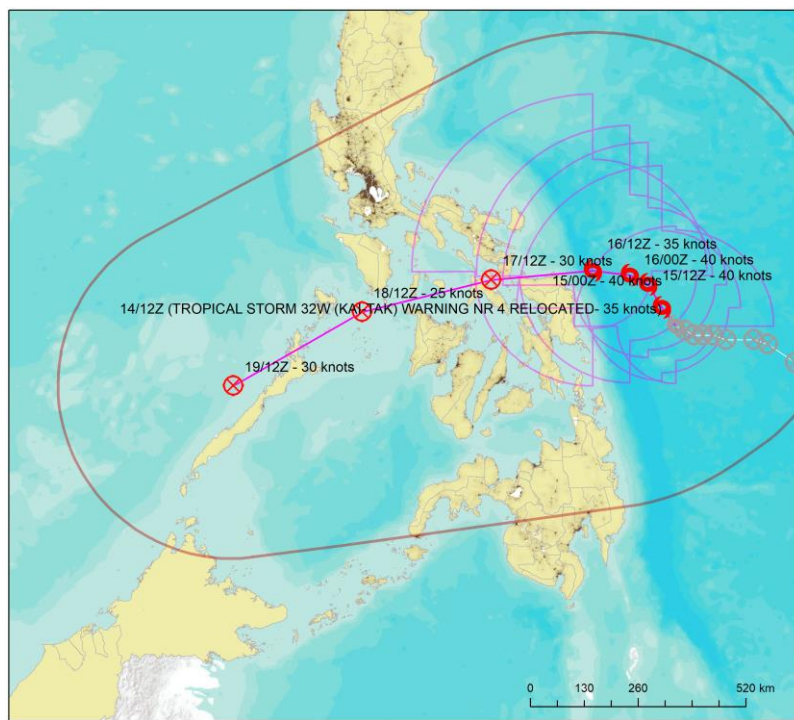 16/12Z - 35 knots
17/12Z - 30 knots
16/00Z - 40 knots
15/12Z - 40 knots
15/00Z - 40 knots
18/12Z - 25 knots
14/12Z (TROPICAL STORM 32W (KAI-TAK) WARNING NR 4 RELOCATED- 35 knots)
19/12Z - 30 knots
0 130 260 520 km